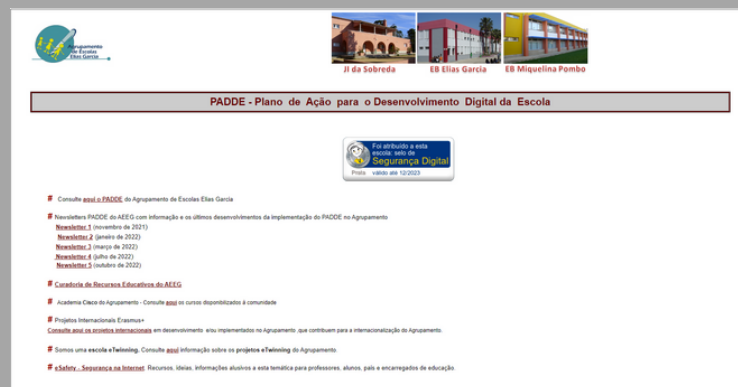 Agrupamento
de Escolas
Elias Garcia
JI da Sobreda
EB Elias Garcia
EB Miquelina Pombo
PADDE - Plano de Ação para o Desenvolvimento Digital da Escola
Foi atribuído a esta
escola: selo de
Segurança Digital
Prata válido até 12/2023
# Consulte aqui o PADDE do Agrupamento de Escolas Elias Garcia
# Newsletters PADDE do AEEG com informação e os últimos desenvolvimentos da implementação do PADDE no Agrupamento
Newsletter 1 (novembro de 2021)
Newsletter 2 (janeiro de 2022)
Newsletter 3 (março de 2022)
Newsletter 4 (julho de 2022)
Newsletter 5 (outubro de 2022)
# Curadoria de Recursos Educativos do AEEG
# Academia Cisco do Agrupamento - Consulte aqui os cursos disponibilizados à comunidade
# Projetos Internacionais Erasmus+
Consulte aqui os projetos internacionais em desenvolvimento e/ou implementados no Agrupamento ,que contribuem para a internacionalização do Agrupamento.
# Somos uma escola eTwinning. Consulte aqui informação sobre os projetos eTwinning do Agrupamento.
# eSafety - Segurança na Internet. Recursos, ideias, informações alusivos a esta temática para professores, alunos, pais e encarregados de educação.